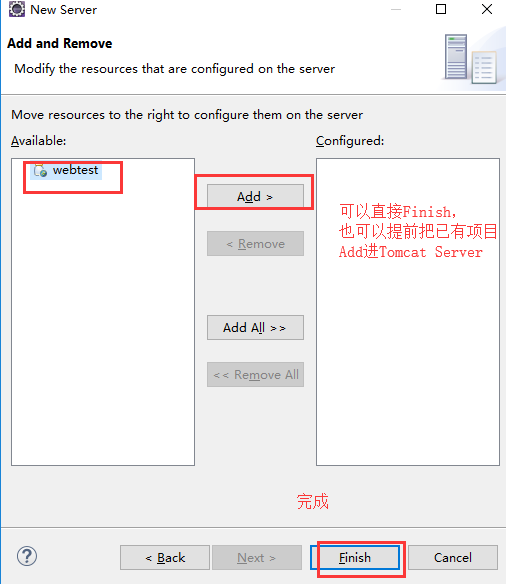 New Server
Add and Remove
Modify the resources that are configured on the server
Move resources to the right to configure them on the server
Available:
Configured:
webtest
Add >
< Remove
Add All >>
<< Remove All
可以直接Finish,
也可以提前把已有项目
Add进Tomcat Server
完成
?
< Back
Next >
Finish
Cancel